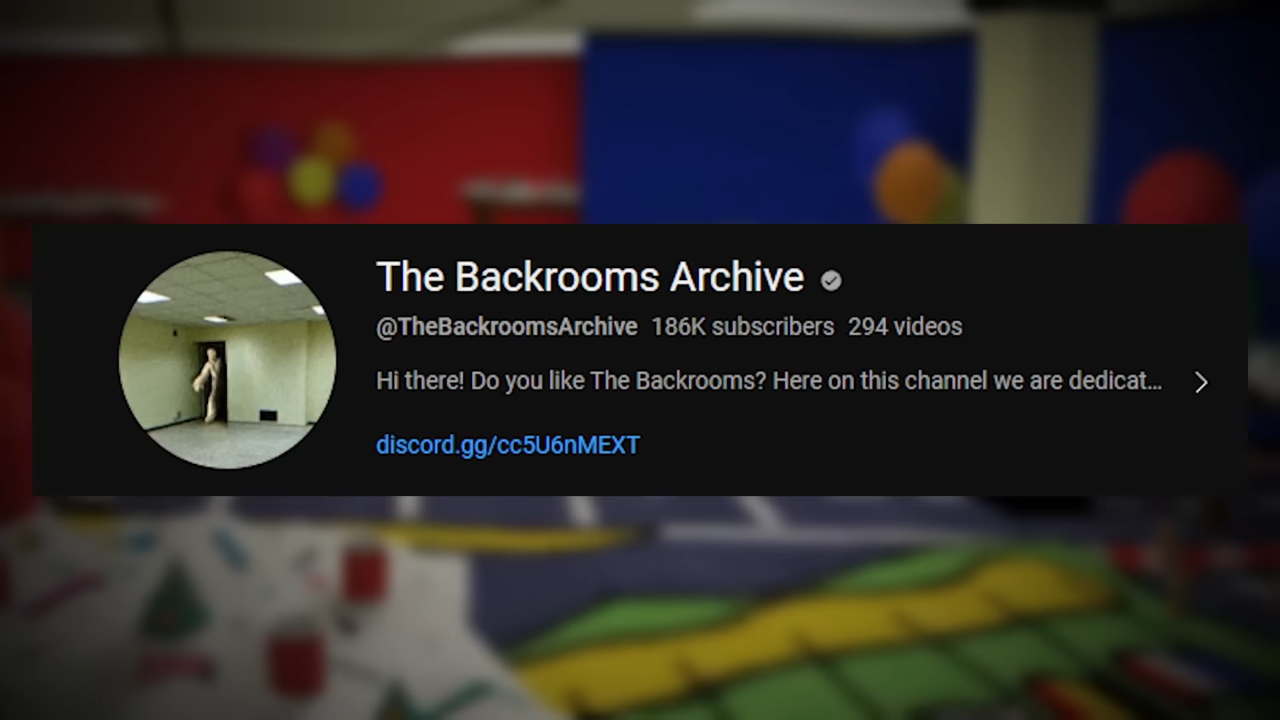 The Backrooms Archive
@TheBackroomsArchive 186K subscribers 294 videos
Hi there! Do you like The Backrooms? Here on this channel we are dedicat...
discord.gg/cc5U6nMEXT